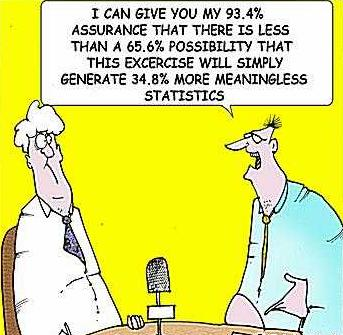 I CAN GIVE YOU MY 93.4%
ASSURANCE THAT THERE IS LESS
THAN A 65.6% POSSIBILITY THAT
THIS EXCERCISE WILL SIMPLY
GENERATE 34.8% MORE MEANINGLESS
STATISTICS